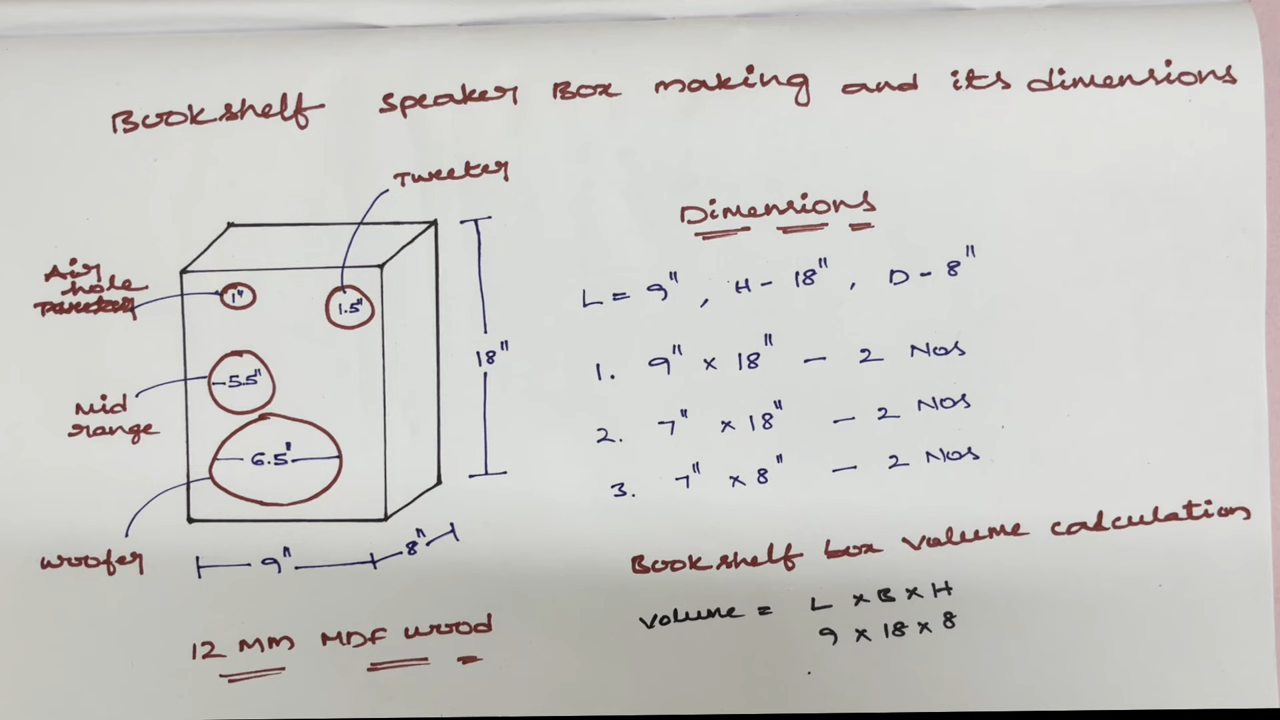 Bookshelf speaker Box making and its dimensions
Tweeter
Air
hole
1"
1.5"
5.5"
Mid
range
6.5"
woofer
18"
9"
8"
12 MM MDF wood
Dimensions
L = 9", H - 18", D - 8"
1. 9" x 18" - 2 Nos
2. 7" x 18" - 2 Nos
3. 7" x 8" - 2 Nos
Bookshelf box volume calculation
volume = L x B x H
9 x 18 x 8